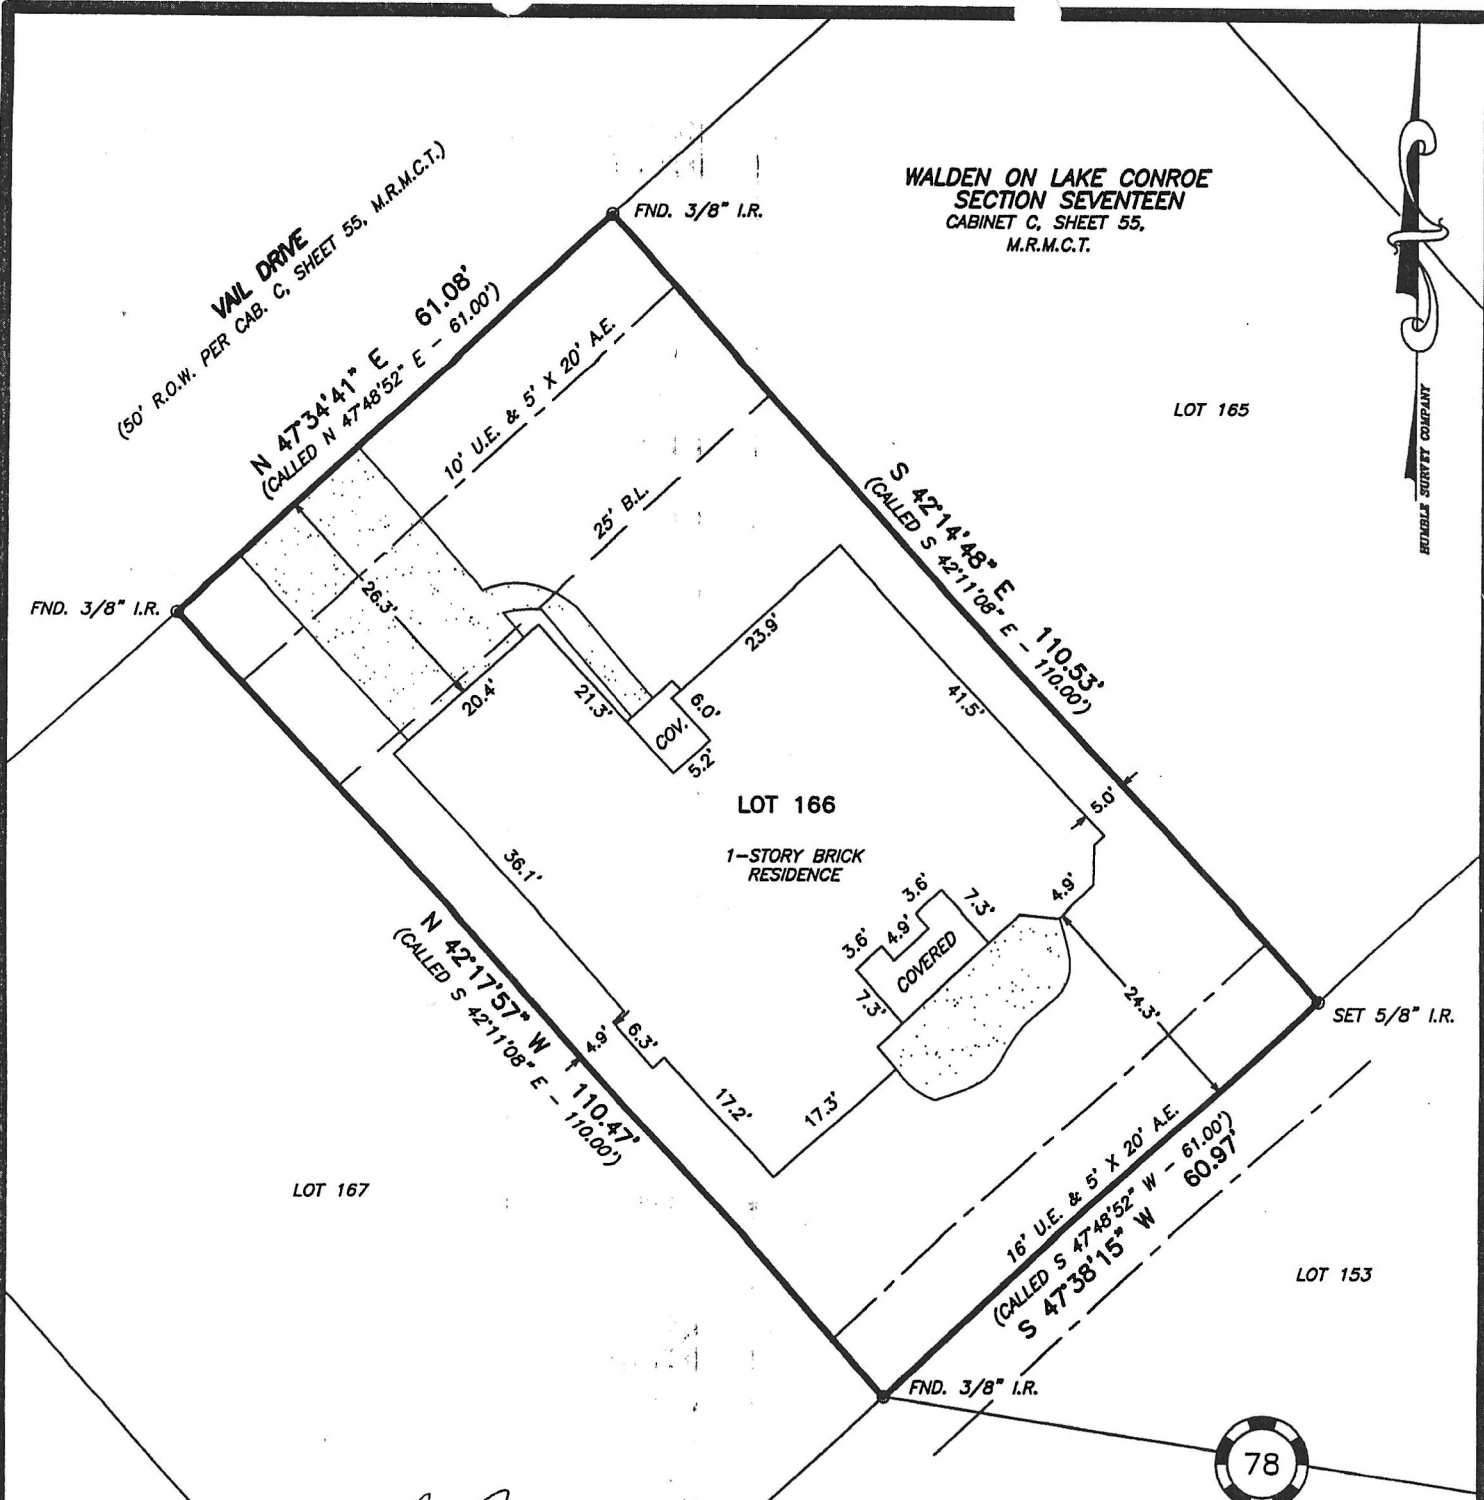 WALDEN ON LAKE CONROE
SECTION SEVENTEEN
CABINET C, SHEET 55,
M.R.M.C.T.
FND. 3/8" I.R.
VAIL DRIVE
(50' R.O.W. PER CAB. C, SHEET 55, M.R.M.C.T.)
N 47°34'41" E 61.08'
(CALLED N 47°48'52" E - 61.00')
10' U.E. & 5' X 20' A.E.
25' B.L.
LOT 165
HUMBLE SURVEY COMPANY
S 42°14'48" E 110.53'
(CALLED S 42°11'08" E - 110.00')
FND. 3/8" I.R.
26.3'
20.4'
21.3'
23.9'
6.0'
COV.
5.2'
41.5'
5.0'
LOT 166
1-STORY BRICK
RESIDENCE
36.1'
4.9'
3.6'
7.3'
4.9'
3.6'
COVERED
7.3'
24.3'
SET 5/8" I.R.
N 42°17'57" W 110.47'
(CALLED S 42°11'08" E - 110.00')
4.9'
6.3'
17.2'
17.3'
16' U.E. & 5' X 20' A.E.
(CALLED S 47°48'52" W - 61.00')
S 47°38'15" W 60.97'
LOT 167
LOT 153
FND. 3/8" I.R.
78